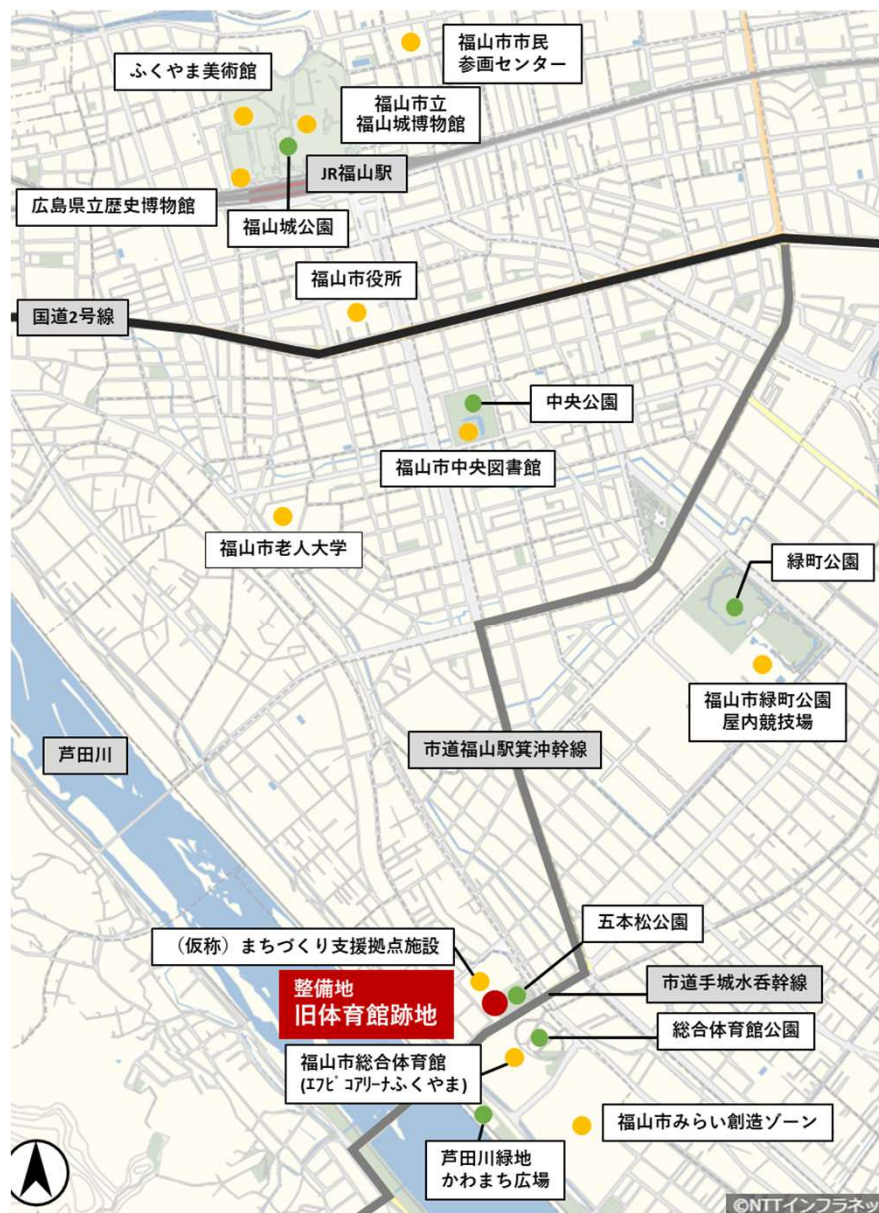 福山市市民
参画センター
ふくやま美術館
福山市立
福山城博物館
JR福山駅
広島県立歴史博物館
福山城公園
福山市役所
国道2号線
中央公園
福山市中央図書館
福山市老人大学
緑町公園
福山市緑町公園
屋内競技場
芦田川
市道福山駅箕沖幹線
五本松公園
（仮称）まちづくり支援拠点施設
整備地
旧体育館跡地
市道手城水呑幹線
総合体育館公園
福山市総合体育館
(ｴﾌﾋﾟｺｱﾘｰﾅふくやま)
福山市みらい創造ゾーン
芦田川緑地
かわまち広場
©NTTインフラネッ